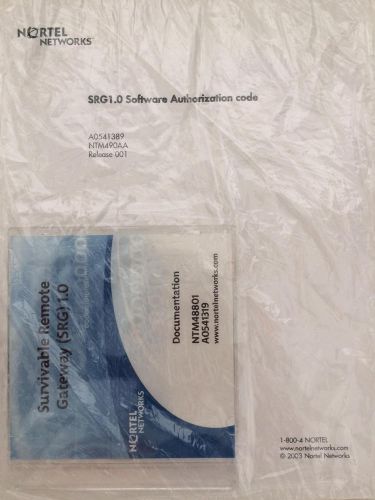 NORTEL
NETWORKS™
SRG1.0 Software Authorization code
A0541389
NTM490AA
Release 001
Survivable Remote
Gateway (SRG) 1.0
Documentation
NTM48801
A0541319
www.nortelnetworks.com
NORTEL
NETWORKS
1-800-4 NORTEL
www.nortelnetworks.com
© 2003 Nortel Networks